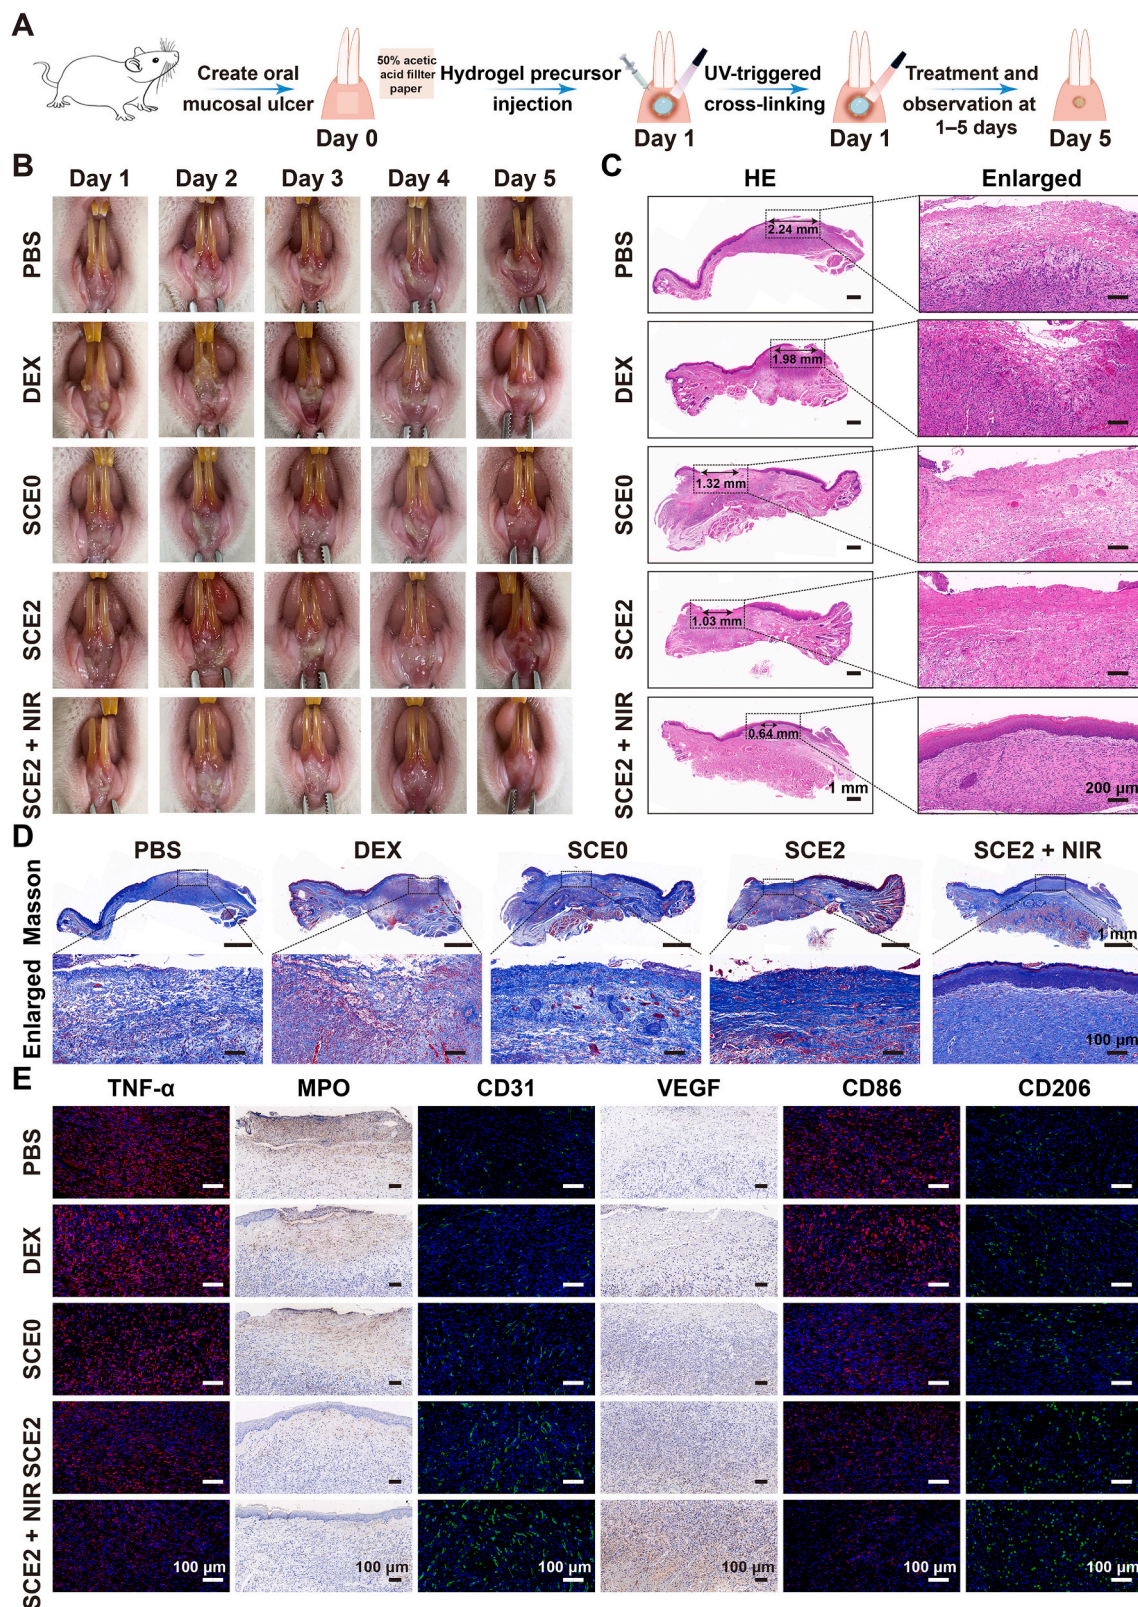 A
Create oral
mucosal ulcer
Day 0
50% acetic
acid fillter
paper
Hydrogel precursor
injection
Day 1
UV-triggered
cross-linking
Day 1
Treatment and
observation at
1–5 days
Day 5
B
Day 1 Day 2 Day 3 Day 4 Day 5
PBS
DEX
SCE0
SCE2
SCE2 + NIR
C
HE Enlarged
PBS
2.24 mm
DEX
1.98 mm
SCE0
1.32 mm
SCE2
1.03 mm
SCE2 + NIR
0.64 mm
1 mm
200 µm
D
PBS DEX SCE0 SCE2 SCE2 + NIR
Masson
1 mm
Enlarged
100 µm
E
TNF-α MPO CD31 VEGF CD86 CD206
PBS
DEX
SCE0
SCE2
SCE2 + NIR
100 µm 100 µm 100 µm 100 µm 100 µm 100 µm